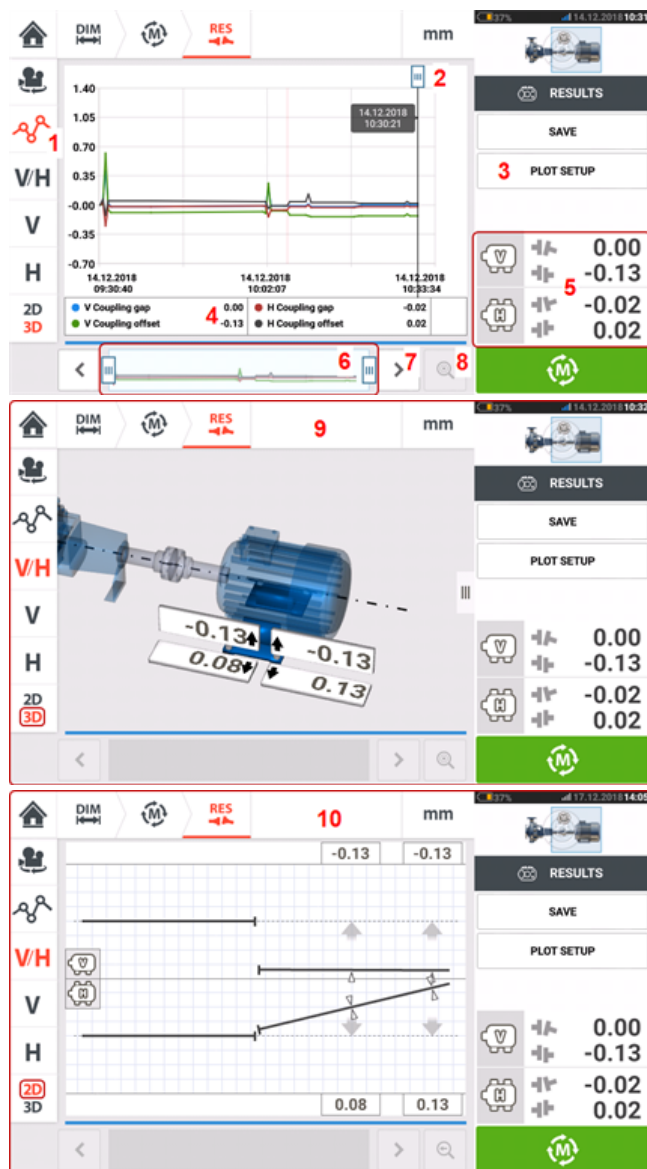 37% 14.12.2018 10:31
DIM M RES mm
2
1.40
14.12.2018
10:30:21
1.05
1
0.70
0.35
-0.00
-0.35
-0.70
14.12.2018 14.12.2018 14.12.2018
09:30:40 10:02:07 10:33:34
V Coupling gap 0.00 H Coupling gap -0.02
4
V Coupling offset -0.13 H Coupling offset 0.02
6 7 8
V/H
V
H
2D
3D
RESULTS
SAVE
3 PLOT SETUP
V 0.00
-0.13
5
H -0.02
0.02
M
37% 14.12.2018 10:32
DIM M RES 9 mm
V/H
V
H
2D
3D
-0.13 -0.13
0.08 0.13
RESULTS
SAVE
PLOT SETUP
V 0.00
-0.13
H -0.02
0.02
M
37% 17.12.2018 14:05
DIM M RES 10 mm
-0.13 -0.13
V/H
V
H
2D
3D
V
H
0.08 0.13
RESULTS
SAVE
PLOT SETUP
V 0.00
-0.13
H -0.02
0.02
M